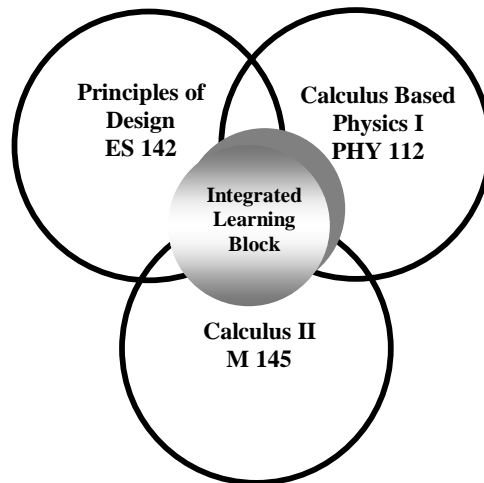 Principles of
Design
ES 142
Calculus Based
Physics I
PHY 112
Integrated
Learning
Block
Calculus II
M 145